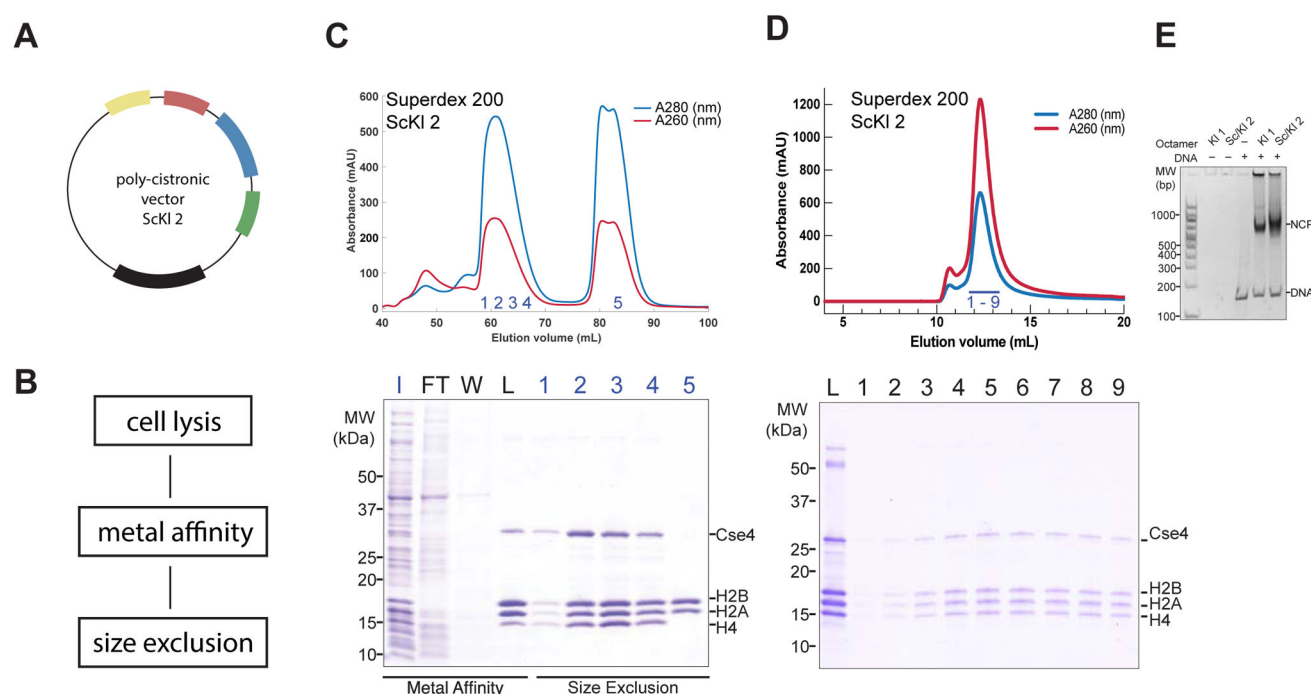 A
poly-cistronic
vector
ScKI 2
B
cell lysis
metal affinity
size exclusion
C
Superdex 200
ScKI 2
A280 (nm)
A260 (nm)
Absorbance (mAU)
600
500
400
300
200
100
0
1 2 3 4 5
40 50 60 70 80 90 100
Elution volume (mL)
I FT W L 1 2 3 4 5
MW
(kDa)
50
37
25
20
15
10
Cse4
H2B
H2A
H4
Metal Affinity Size Exclusion
D
Superdex 200
ScKI 2
A280 (nm)
A260 (nm)
Absorbance (mAU)
1200
1000
800
600
400
200
0
1 - 9
5 10 15 20
Elution volume (mL)
L 1 2 3 4 5 6 7 8 9
MW
(kDa)
50
37
25
20
15
10
Cse4
H2B
H2A
H4
E
Octamer KI 1 Sc/KI 2 – KI 1 Sc/KI 2
DNA – – + + +
MW
(bp)
1000
500
400
300
200
100
NCP
DNA